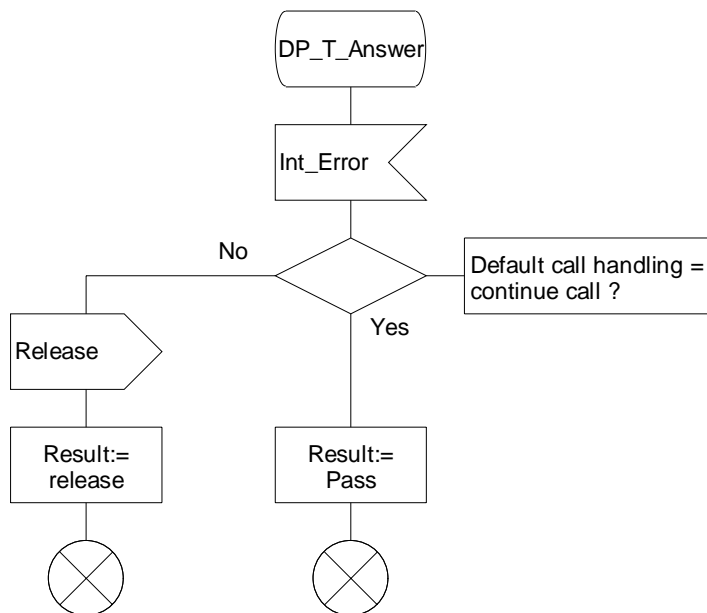 DP_T_Answer
Int_Error
No
Default call handling =
continue call ?
Yes
Release
Result:=
release
Result:=
Pass